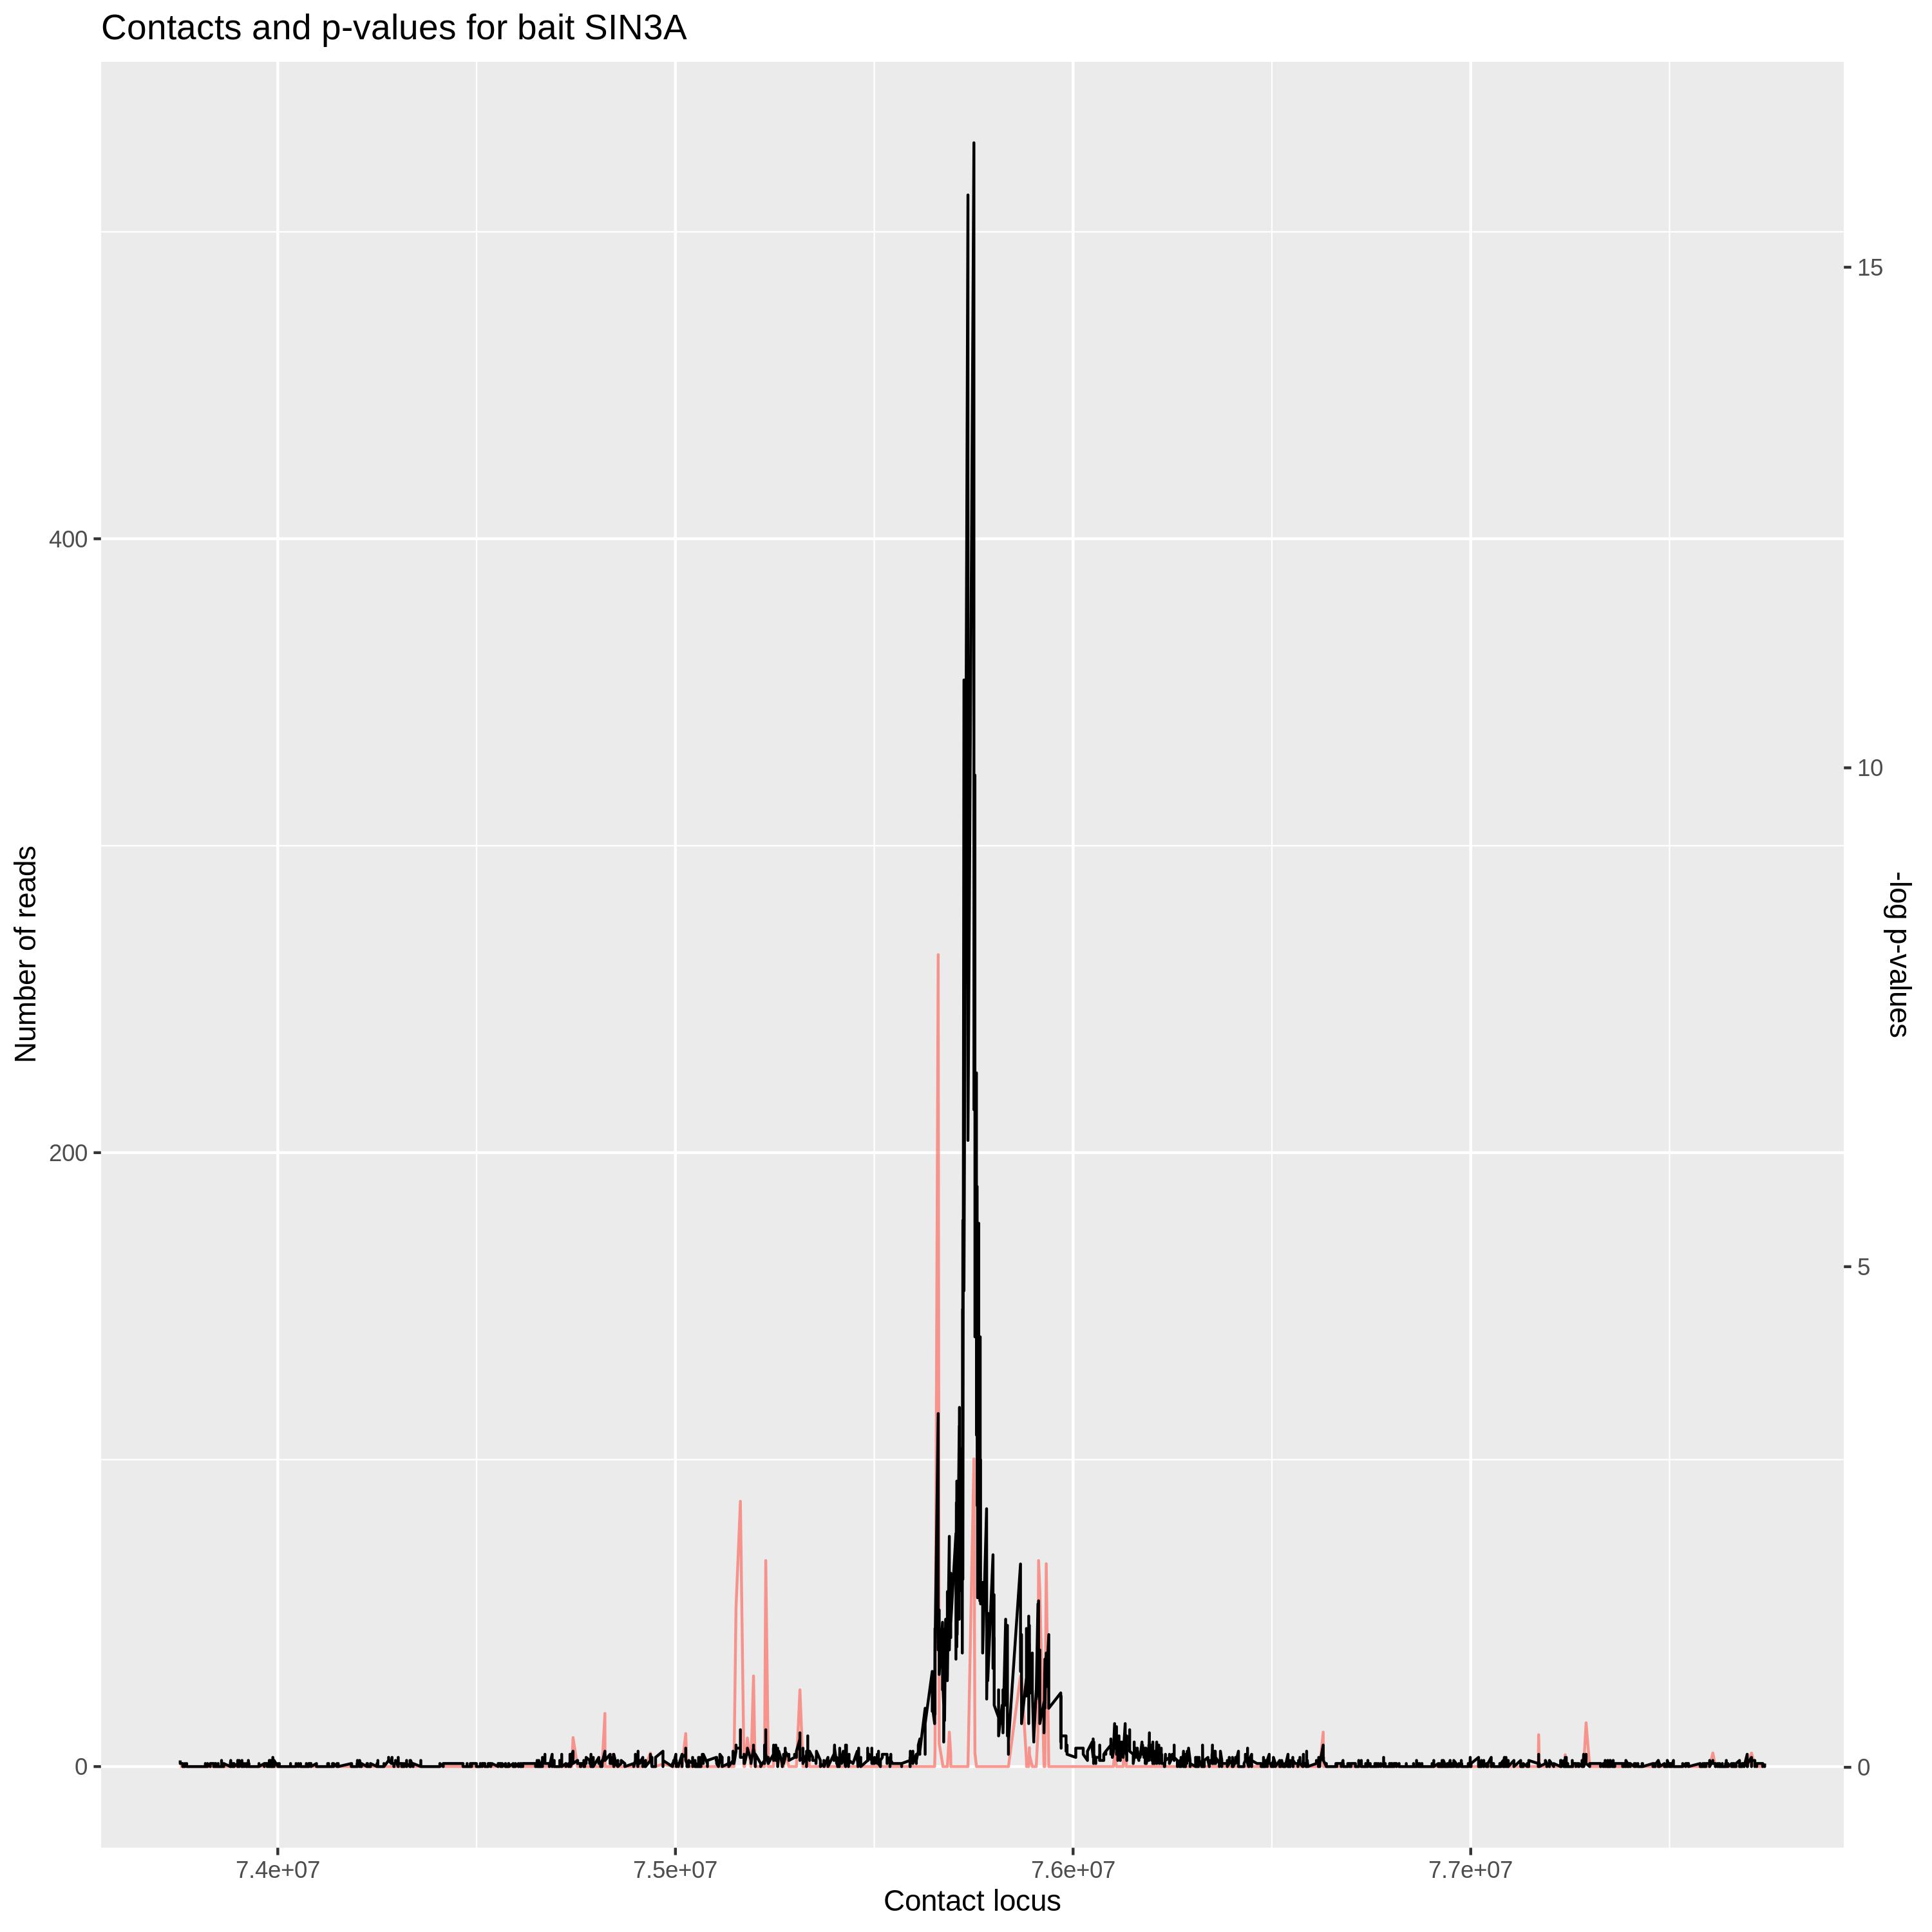 Contacts and p-values for bait SIN3A
Number of reads
400
200
0
15
10
5
0
-log p-values
7.4e+07 7.5e+07 7.6e+07 7.7e+07
Contact locus